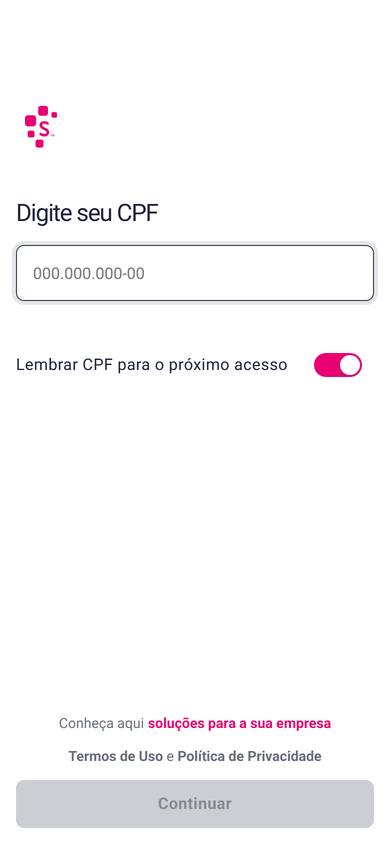 S
Digite seu CPF
000.000.000-00
Lembrar CPF para o próximo acesso
Conheça aqui soluções para a sua empresa
Termos de Uso e Política de Privacidade
Continuar